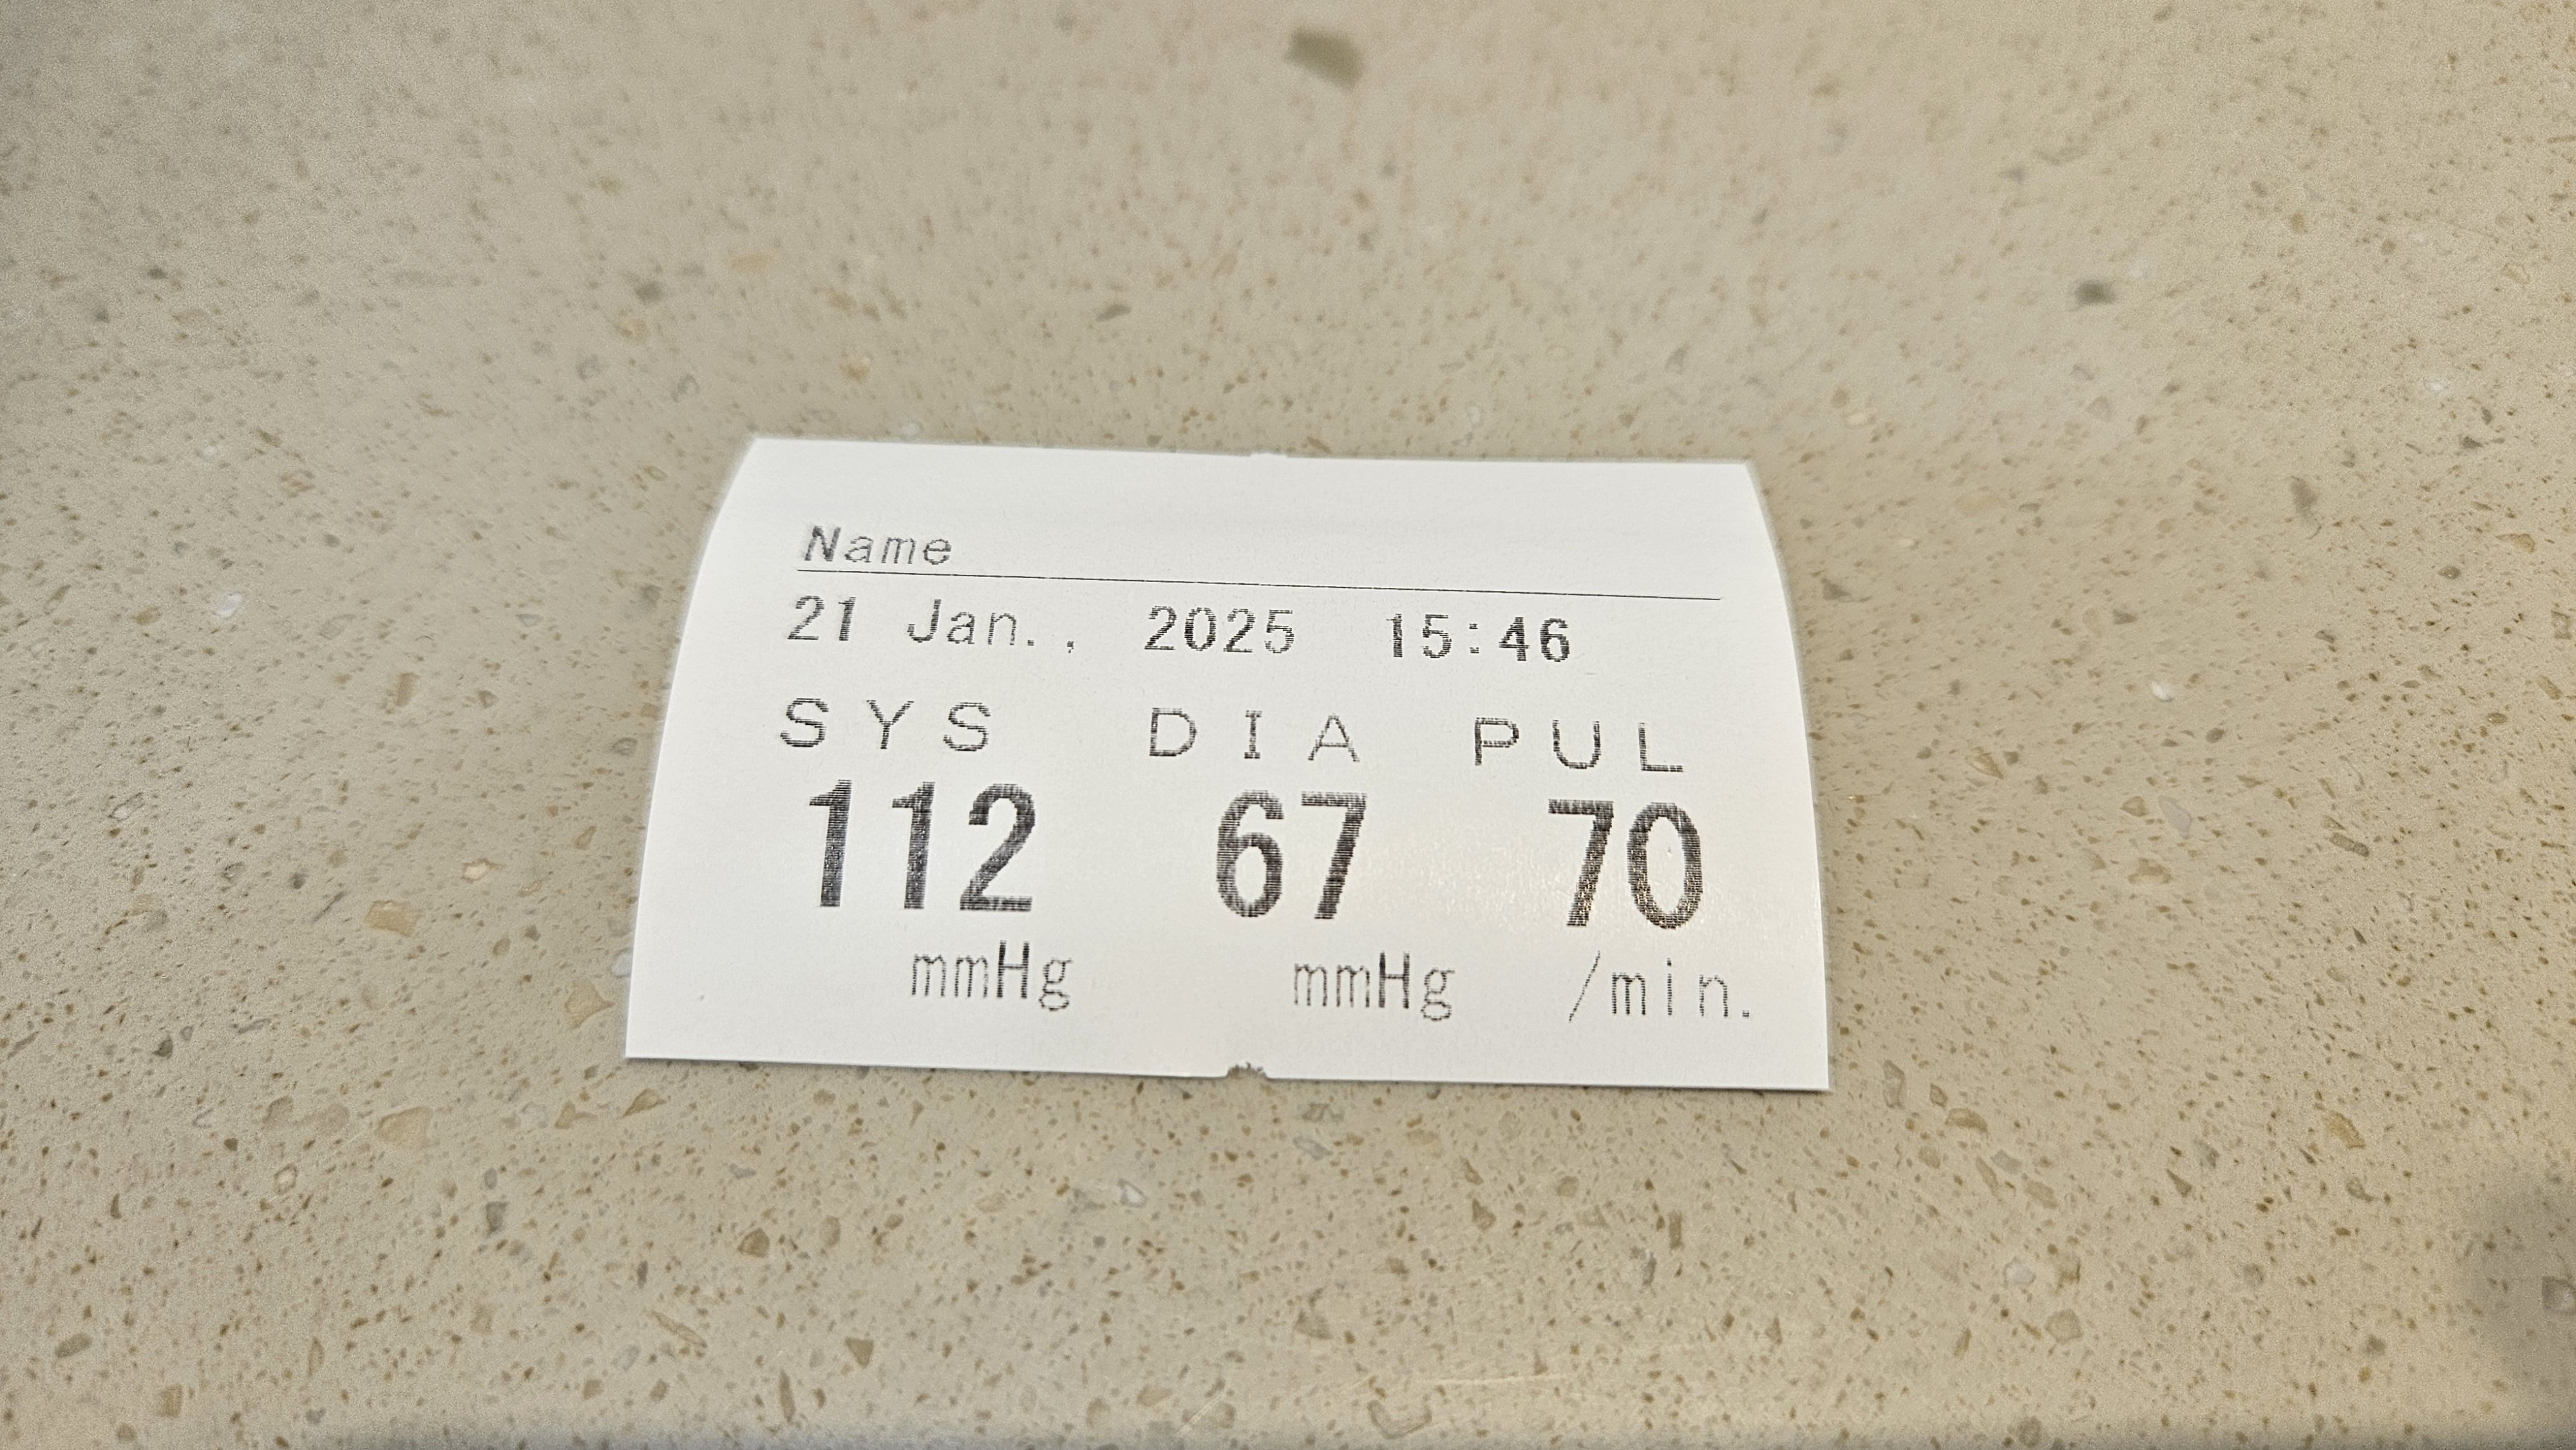 Name
21 Jan., 2025 15:46
SYS DIA PUL
112 67 70
mmHg mmHg /min.